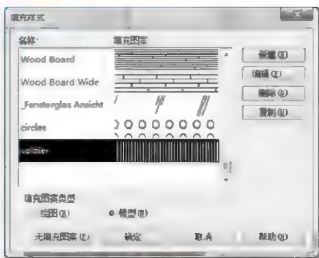 填充样式
名称·
填充图案
Wood Board
新建(N)
Wood Board Wide
编辑(E)
_Fensterglas Ansicht
删除(D)
circles
复制(U)
填充图案类型
绘图(R)
模型(M)
无填充图案(O)
确定
取消
帮助(H)